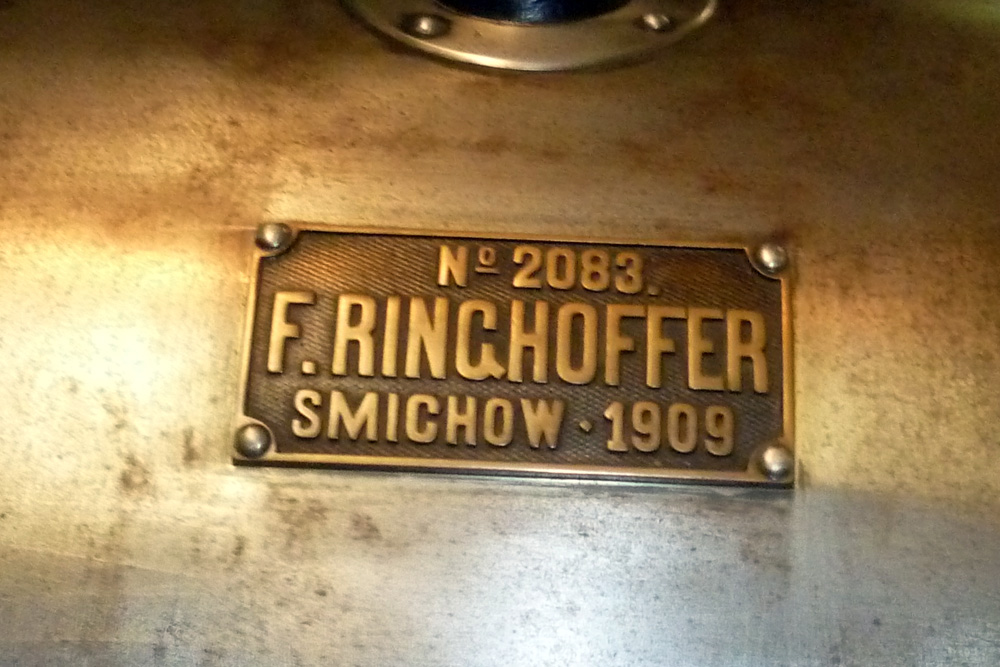 Nº 2083.
F. RINGHOFFER
SMICHOW · 1909